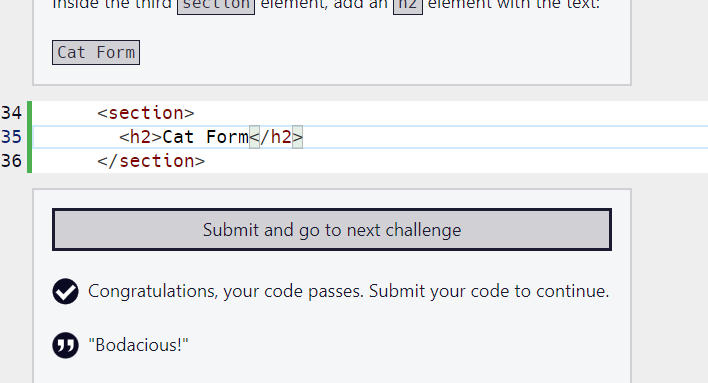 Inside the third section element, add an h2 element with the text:
Cat Form
34 <section>
35 <h2>Cat Form</h2>
36 </section>
Submit and go to next challenge
Congratulations, your code passes. Submit your code to continue.
"Bodacious!"